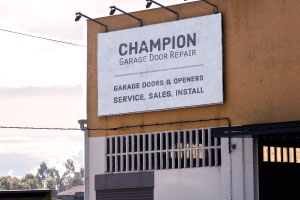 CHAMPION
GARAGE DOOR REPAIR
GARAGE DOORS & OPENERS
SERVICE, SALES, INSTALL